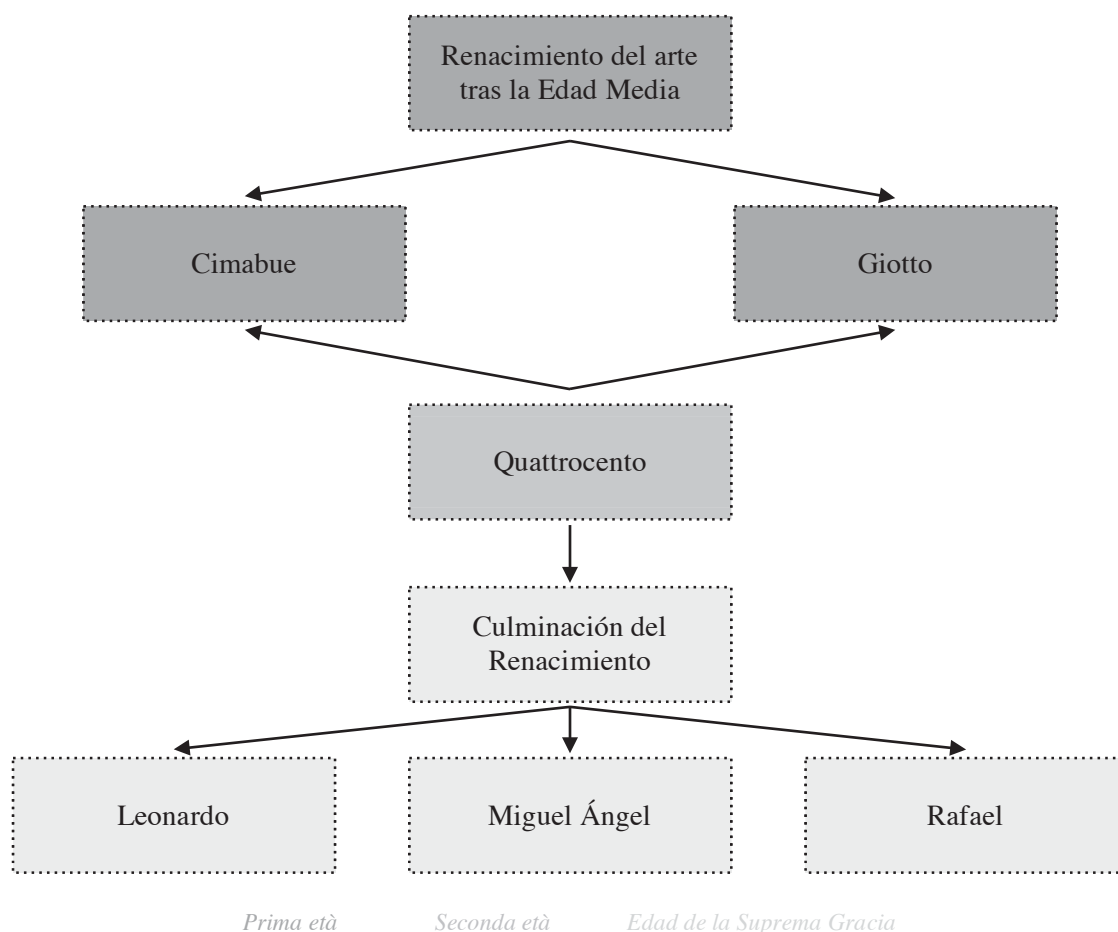 Renacimiento del arte
tras la Edad Media
Cimabue
Giotto
Quattrocento
Culminación del
Renacimiento
Leonardo
Miguel Ángel
Rafael
Prima età
Seconda età
Edad de la Suprema Gracia